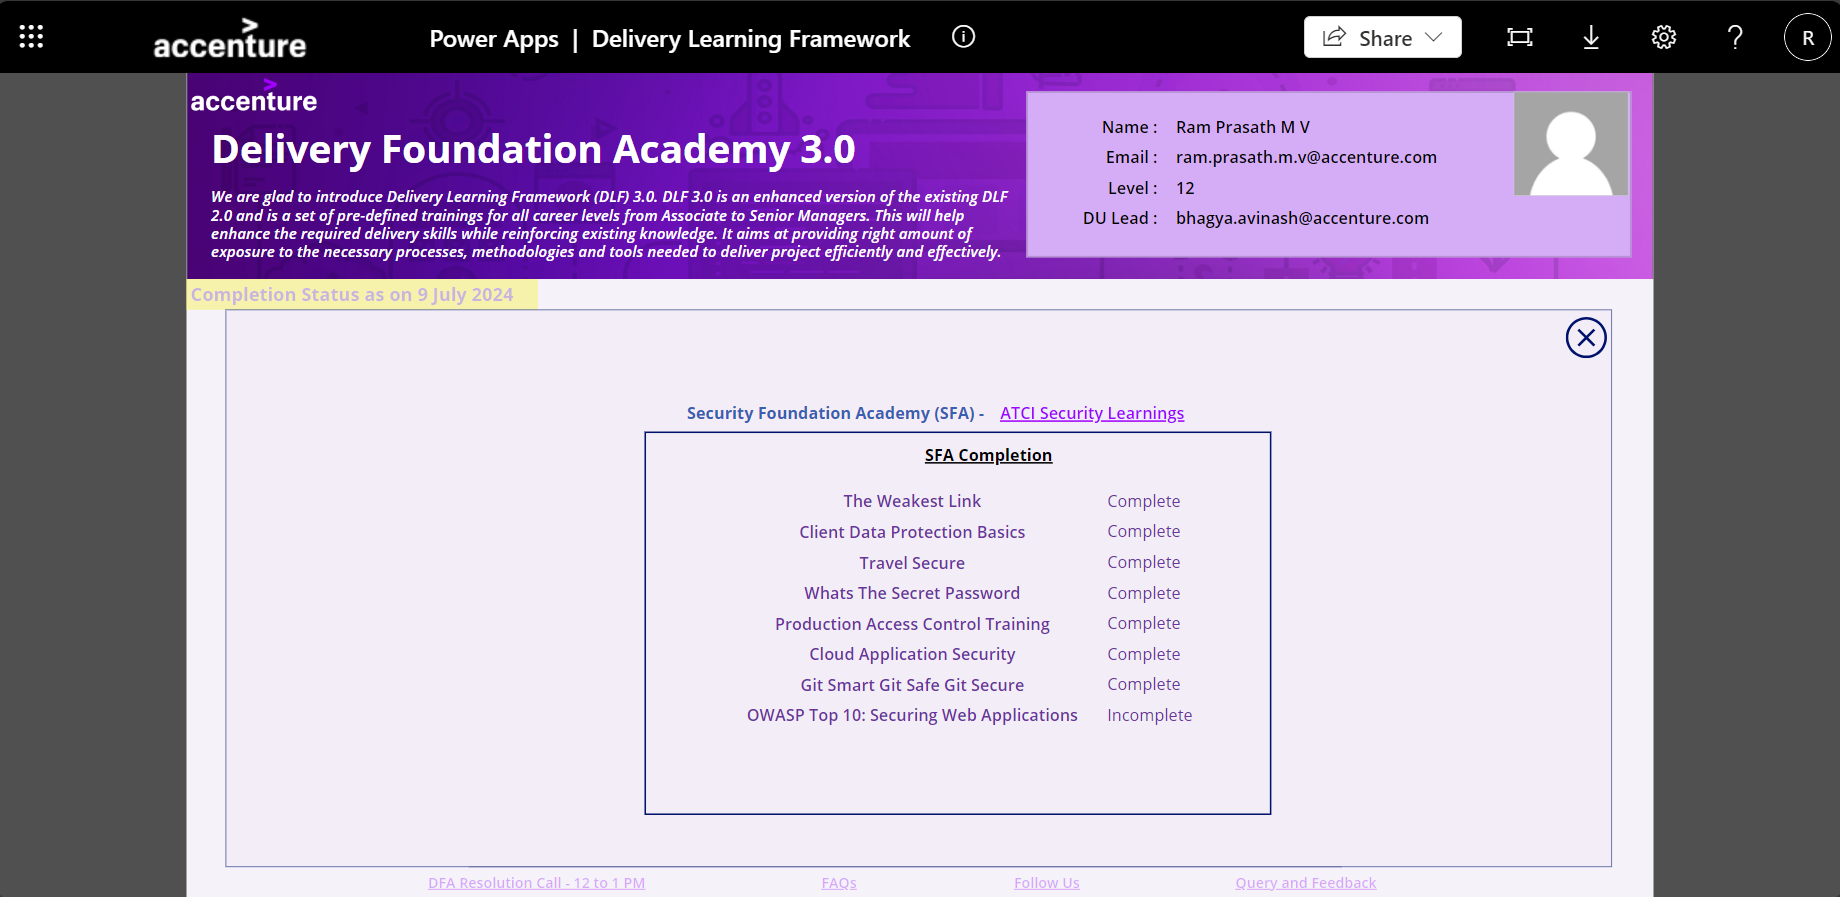 accenture
Power Apps | Delivery Learning Framework
Share
R
accenture
Delivery Foundation Academy 3.0
We are glad to introduce Delivery Learning Framework (DLF) 3.0. DLF 3.0 is an enhanced version of the existing DLF
2.0 and is a set of pre-defined trainings for all career levels from Associate to Senior Managers. This will help
enhance the required delivery skills while reinforcing existing knowledge. It aims at providing right amount of
exposure to the necessary processes, methodologies and tools needed to deliver project efficiently and effectively.
Name : Ram Prasath M V
Email : ram.prasath.m.v@accenture.com
Level : 12
DU Lead : bhagya.avinash@accenture.com
Completion Status as on 9 July 2024
Security Foundation Academy (SFA) - ATCI Security Learnings
SFA Completion
The Weakest Link Complete
Client Data Protection Basics Complete
Travel Secure Complete
Whats The Secret Password Complete
Production Access Control Training Complete
Cloud Application Security Complete
Git Smart Git Safe Git Secure Complete
OWASP Top 10: Securing Web Applications Incomplete
DFA Resolution Call - 12 to 1 PM FAQs Follow Us Query and Feedback